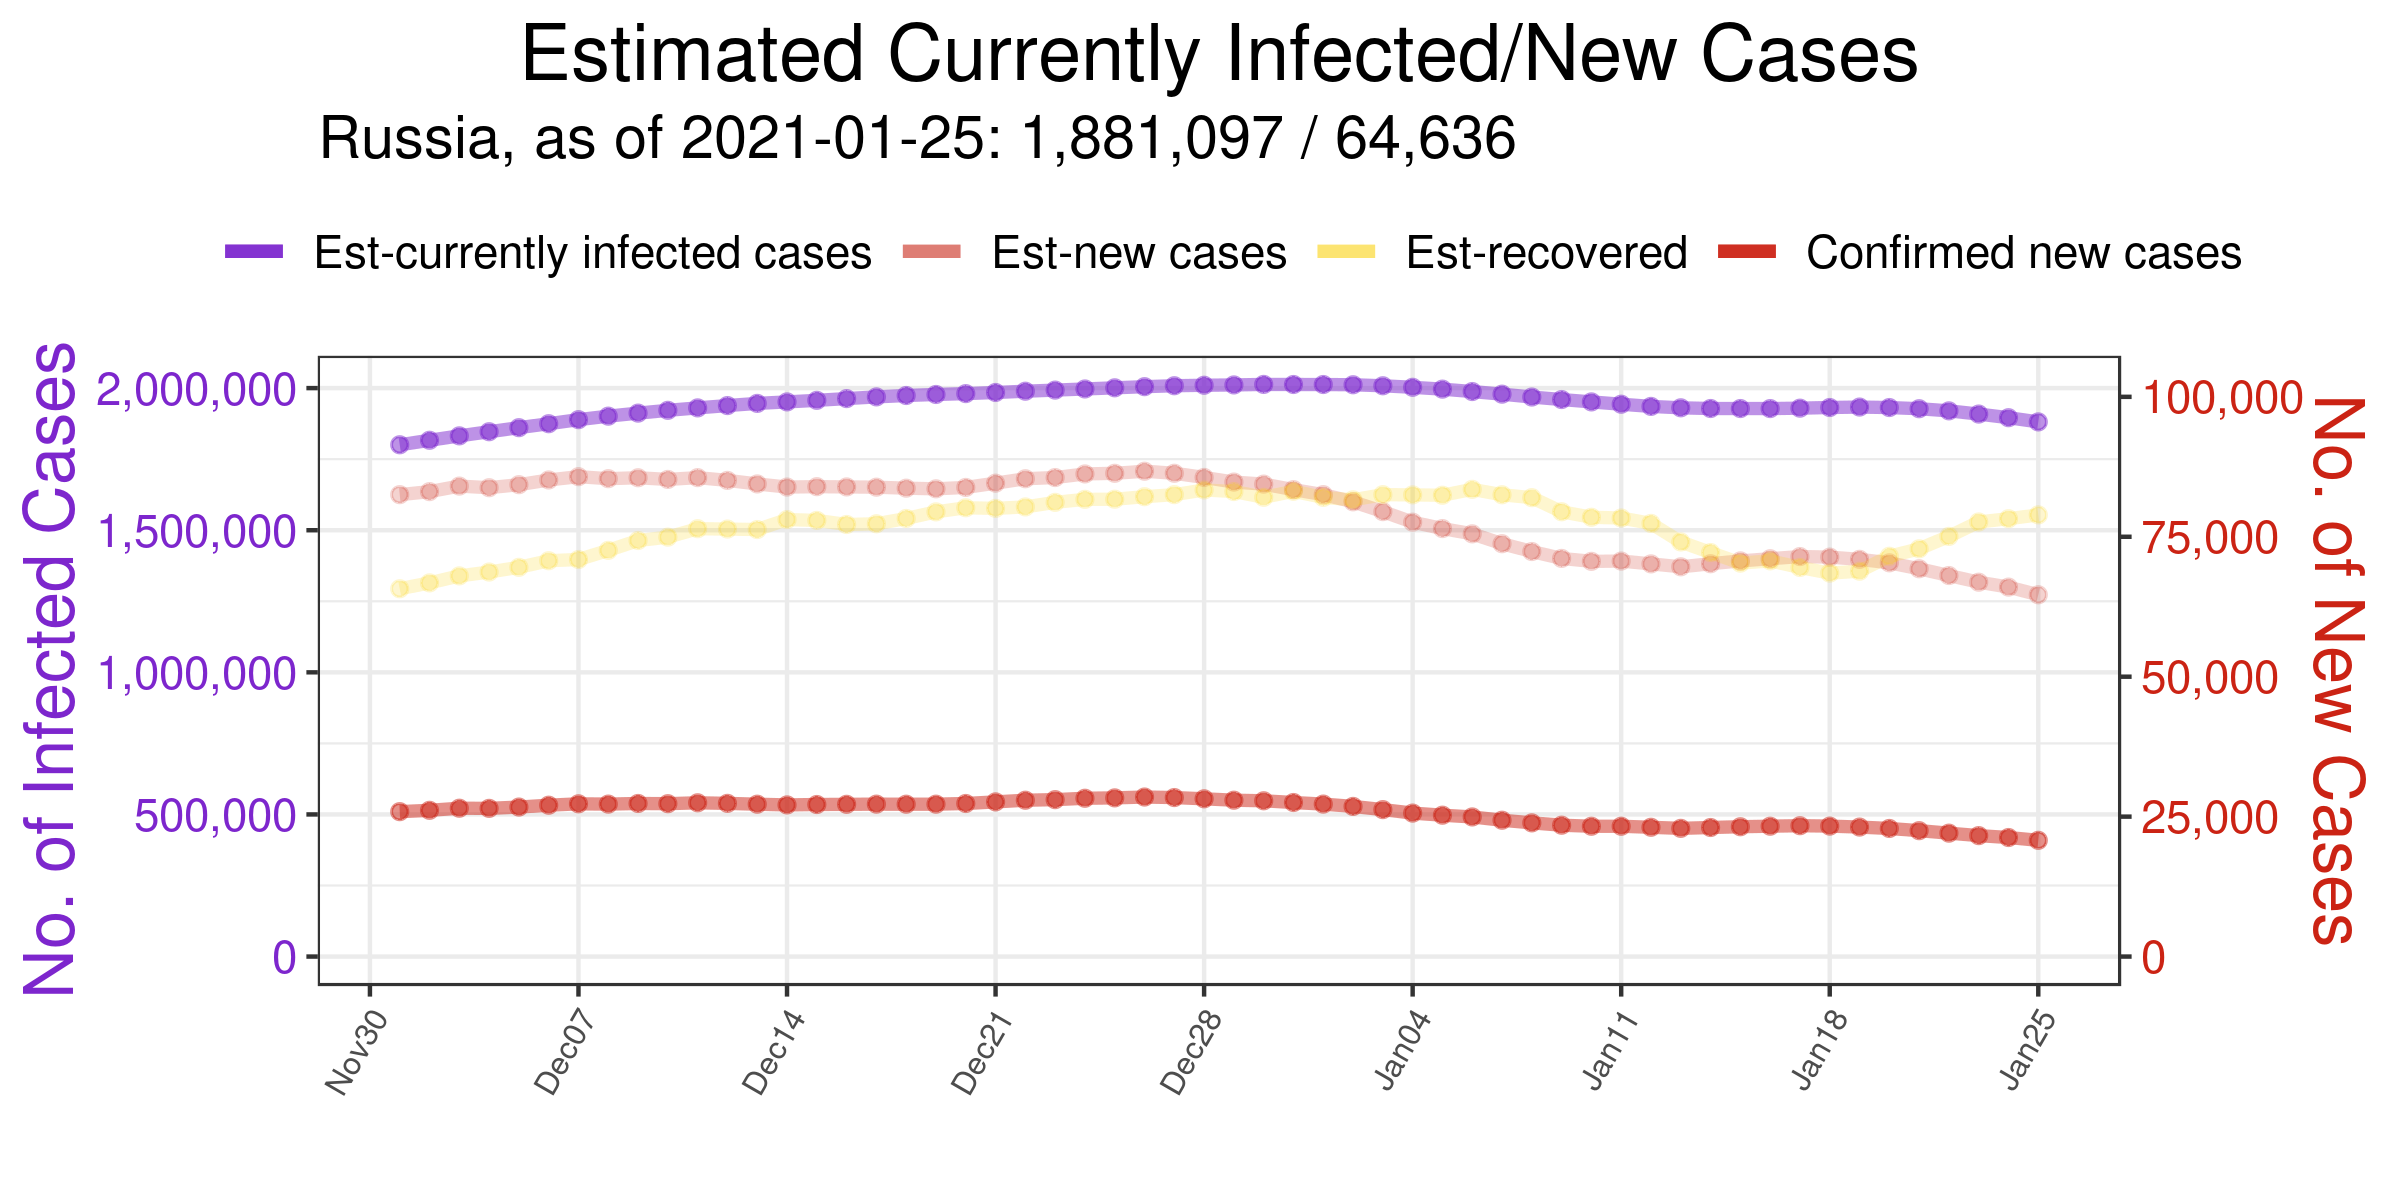 Estimated Currently Infected/New Cases
Russia, as of 2021-01-25: 1,881,097 / 64,636
Est-currently infected cases Est-new cases Est-recovered Confirmed new cases
No. of Infected Cases
2,000,000
1,500,000
1,000,000
500,000
0
100,000
75,000
50,000
25,000
0
No. of New Cases
Nov30 Dec07 Dec14 Dec21 Dec28 Jan04 Jan11 Jan18 Jan25